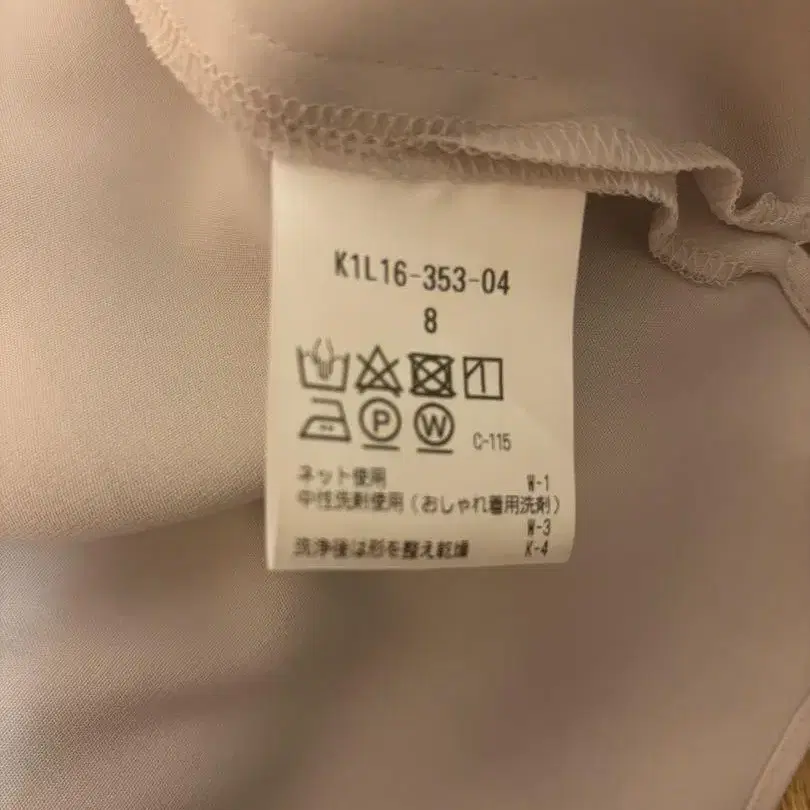 K1L16-353-04
8
P W C-115
ネット使用 W-1
中性洗剤使用(おしゃれ着用洗剤)
W-3
洗浄後は形を整え乾燥 K-4